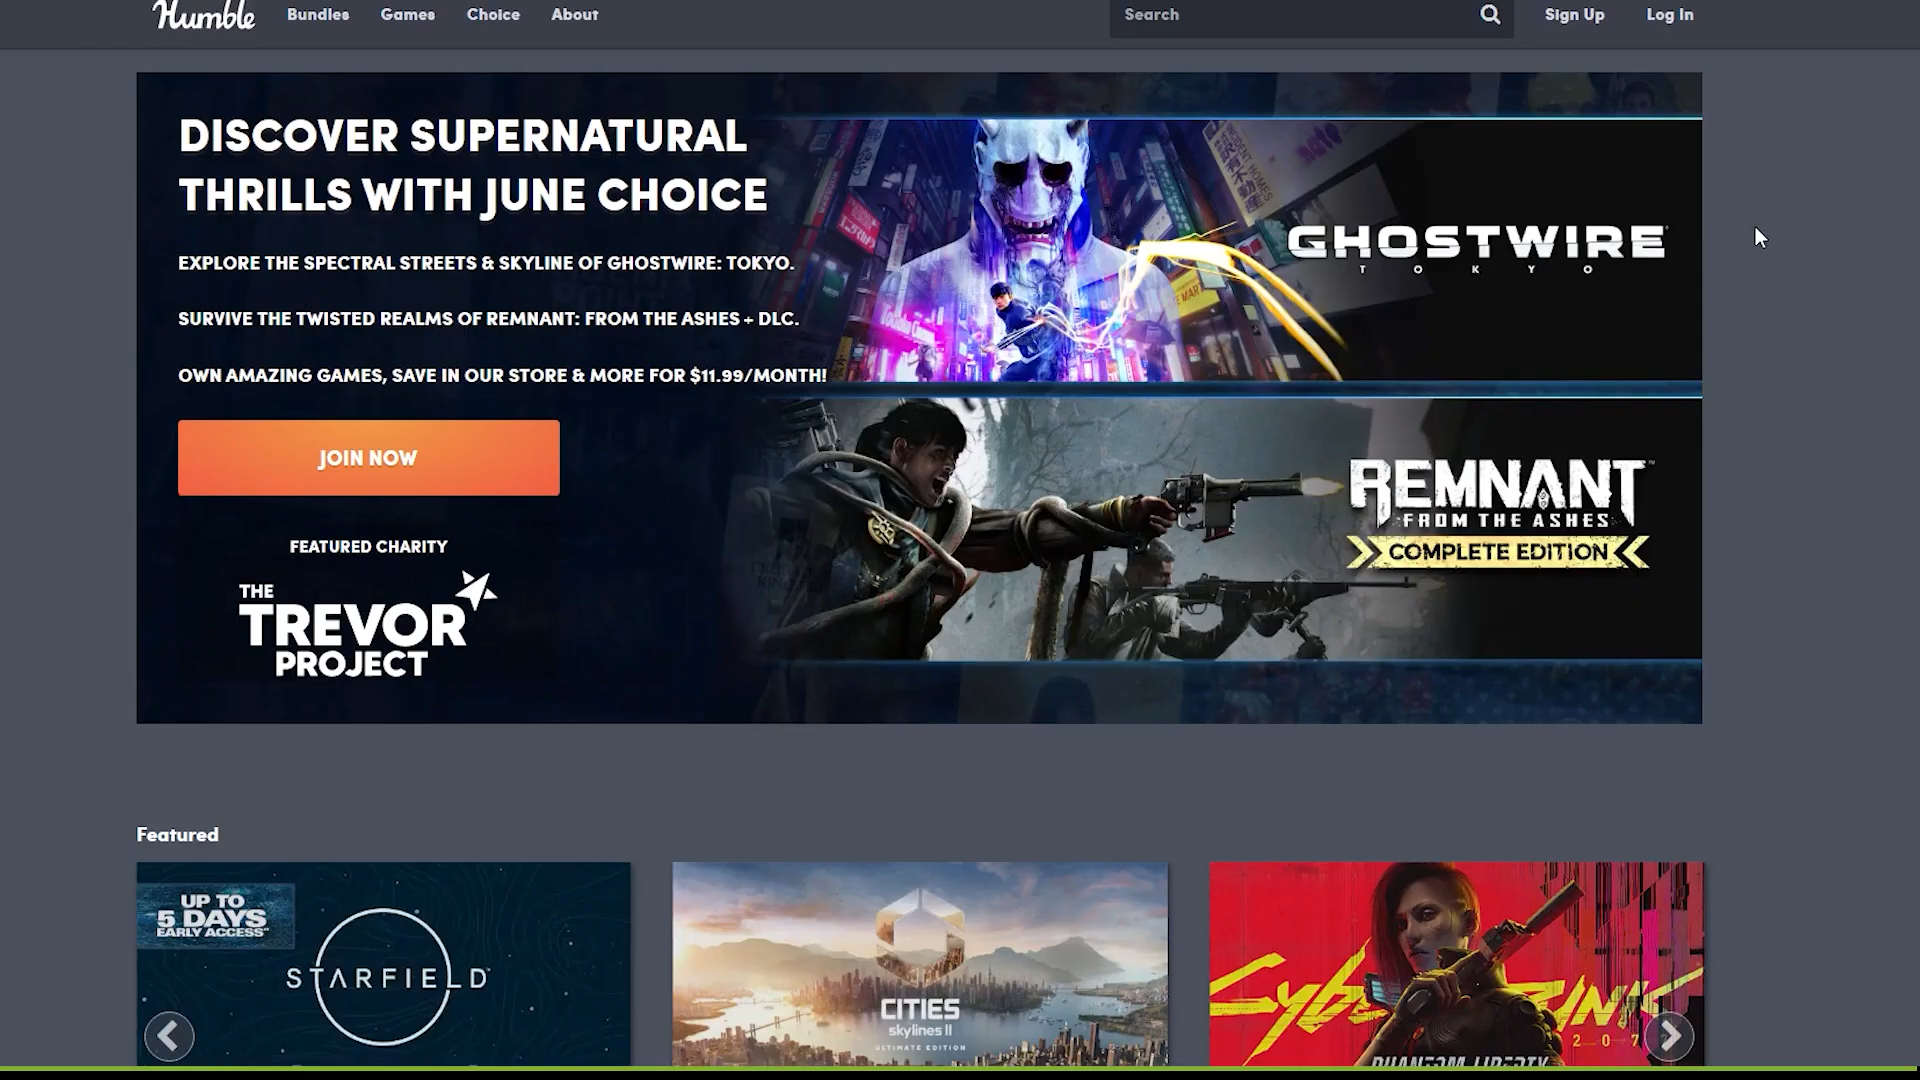 Humble
Bundles
Games
Choice
About
Search
Sign Up
Log In
DISCOVER SUPERNATURAL
THRILLS WITH JUNE CHOICE
EXPLORE THE SPECTRAL STREETS & SKYLINE OF GHOSTWIRE: TOKYO.
SURVIVE THE TWISTED REALMS OF REMNANT: FROM THE ASHES + DLC.
OWN AMAZING GAMES, SAVE IN OUR STORE & MORE FOR $11.99/MONTH!
JOIN NOW
FEATURED CHARITY
THE
TREVOR
PROJECT
GHOSTWIRE
TOKYO
REMNANT™
FROM THE ASHES
COMPLETE EDITION
Featured
UP TO
5 DAYS
EARLY ACCESS
STARFIELD
CITIES
skylines II
ULTIMATE EDITION
PHANTOM LIBERTY